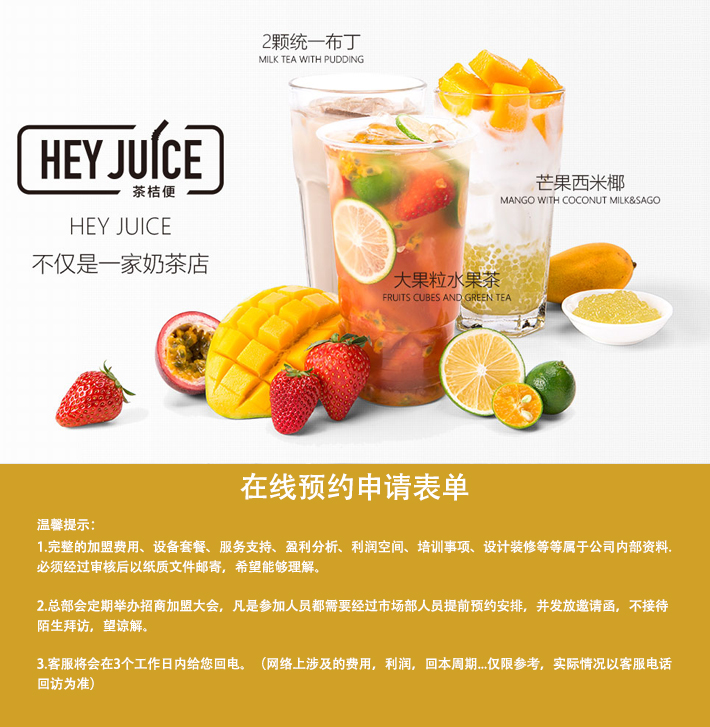 2颗统一布丁
MILK TEA WITH PUDDING
HEY JUICE
茶桔便
HEY JUICE
不仅是一家奶茶店
芒果西米椰
MANGO WITH COCONUT MILK&SAGO
大果粒水果茶
FRUITS CUBES AND GREEN TEA
在线预约申请表单
温馨提示：
1.完整的加盟费用、设备套餐、服务支持、盈利分析、利润空间、培训事项、设计装修等等属于公司内部资料.
必须经过审核后以纸质文件邮寄，希望能够理解。
2.总部会定期举办招商加盟大会，凡是参加人员都需要经过市场部人员提前预约安排，并发放邀请函，不接待
陌生拜访，望谅解。
3.客服将会在3个工作日内给您回电。（网络上涉及的费用，利润，回本周期...仅限参考，实际情况以客服电话
回访为准）